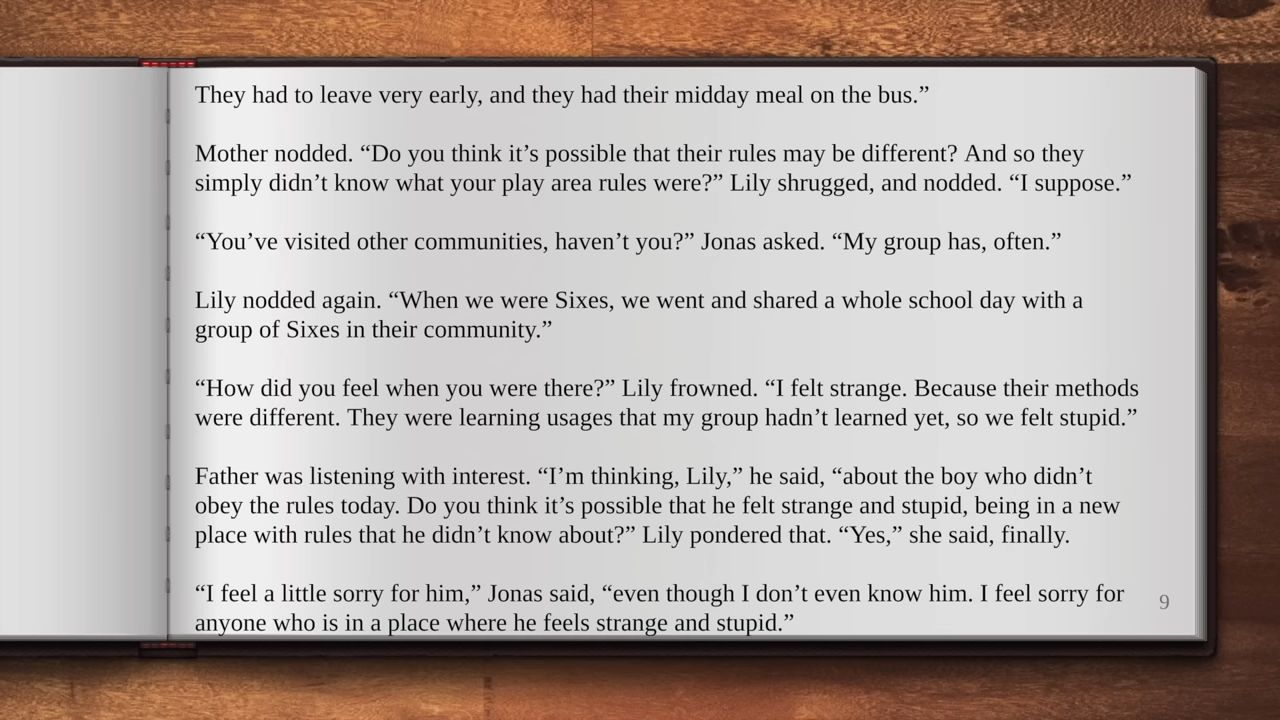 They had to leave very early, and they had their midday meal on the bus.”
Mother nodded. “Do you think it’s possible that their rules may be different? And so they
simply didn’t know what your play area rules were?” Lily shrugged, and nodded. “I suppose.”
“You’ve visited other communities, haven’t you?” Jonas asked. “My group has, often.”
Lily nodded again. “When we were Sixes, we went and shared a whole school day with a
group of Sixes in their community.”
“How did you feel when you were there?” Lily frowned. “I felt strange. Because their methods
were different. They were learning usages that my group hadn’t learned yet, so we felt stupid.”
Father was listening with interest. “I’m thinking, Lily,” he said, “about the boy who didn’t
obey the rules today. Do you think it’s possible that he felt strange and stupid, being in a new
place with rules that he didn’t know about?” Lily pondered that. “Yes,” she said, finally.
“I feel a little sorry for him,” Jonas said, “even though I don’t even know him. I feel sorry for
anyone who is in a place where he feels strange and stupid.”
9